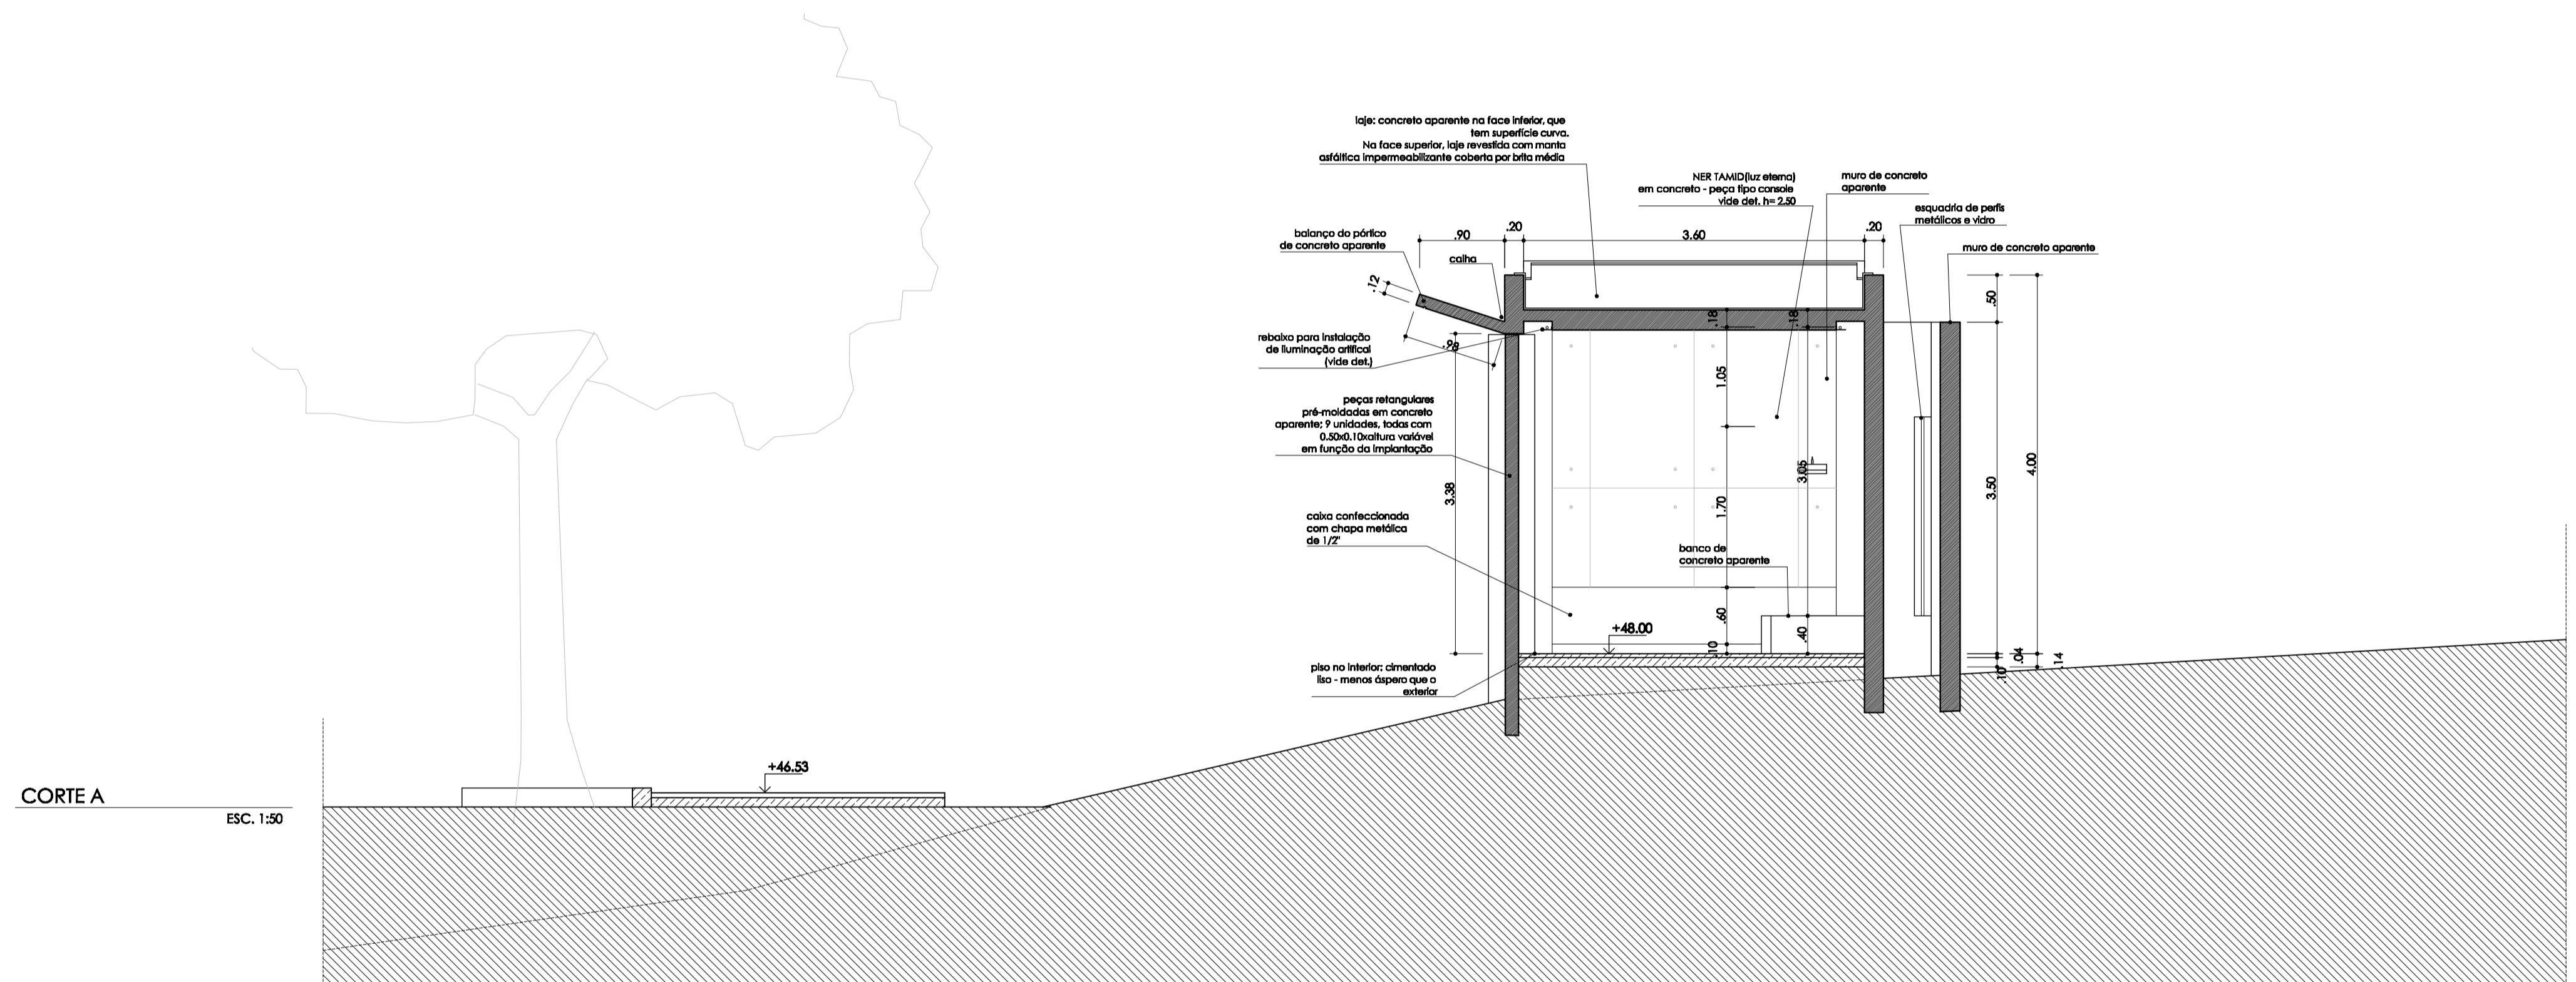 laje: concreto aparente na face inferior, que
tem superfície curva.
Na face superior, laje revestida com manta
asfáltica impermeabilizante coberta por brita média
NER TAMID(luz eterna)
em concreto - peça tipo console
vide det. h= 2.50
muro de concreto
aparente
esquadria de perfis
metálicos e vidro
muro de concreto aparente
balanço do pórtico
de concreto aparente
calha
.90
.20
3.60
.20
.12
.98
.18
.18
.50
rebaixo para instalação
de iluminação artifical
(vide det.)
1.05
peças retangulares
pré-moldadas em concreto
aparente; 9 unidades, todas com
0.50x0.10xaltura variável
em função da implantação
3.38
3.05
1.70
3.50
4.00
caixa confeccionada
com chapa metálica
de 1/2"
banco de
concreto aparente
.60
.40
.10
+48.00
piso no interior: cimentado
liso - menos áspero que o
exterior
.04
.14
.10
+46.53
CORTE A
ESC. 1:50